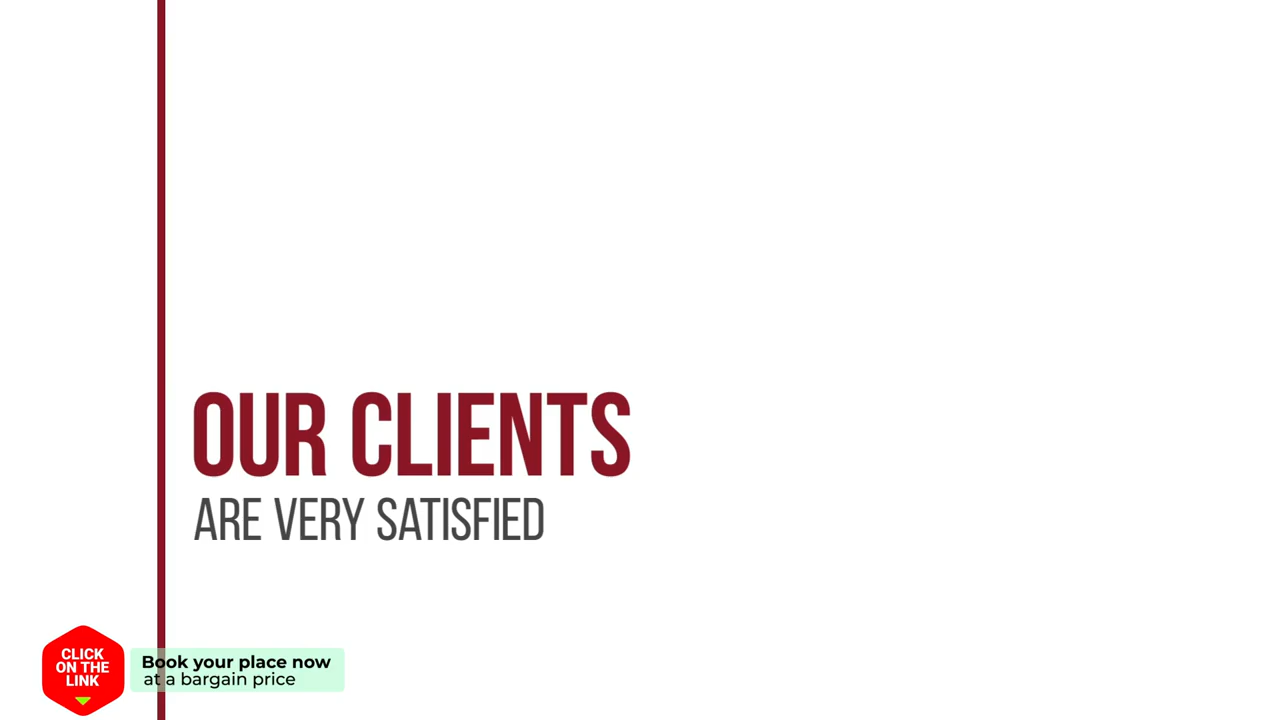 OUR CLIENTS
ARE VERY SATISFIED
CLICK
ON THE
LINK
Book your place now
at a bargain price